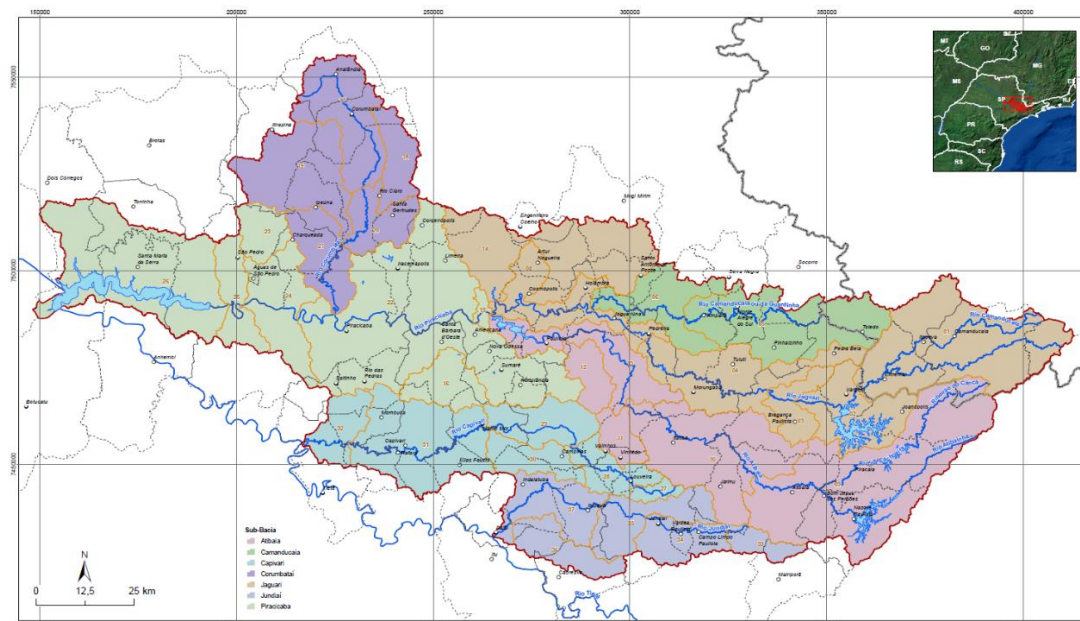 150000 200000 250000 300000 350000 400000
MT
GO
MG
MS
SP
RJ
PR
SC
RS
Analândia
Corumbataí
Itirapina
Brotas
Dois Córregos
Torrinha
Rio Claro
Ipeúna
Santa Gertrudes
Mogi Mirim
Engenheiro Coelho
Cordeirópolis
Charqueada
São Pedro
Águas de São Pedro
Santa Maria da Serra
Iracemápolis
Limeira
Artur Nogueira
Santo Antônio de Posse
Serra Negra
Socorro
Cosmópolis
Holambra
Jaguariúna
Pedreira
Amparo
Monte Alegre do Sul
Pinhalzinho
Toledo
Pedra Bela
Itapeva
Camanducaia
Rio Camanducaia
Extrema
Vargem
Joanópolis
Piracicaba
Rio Piracicaba
Santa Bárbara d'Oeste
Americana
Nova Odessa
Paulínia
Sumaré
Hortolândia
Tuiuti
Morungaba
Rio Jaguari
Bragança Paulista
Anhembi
Botucatu
Saltinho
Rio das Pedras
Mombuca
Capivari
Rafard
Rio Capivari
Monte Mor
Elias Fausto
Campinas
Valinhos
Vinhedo
Itatiba
Louveira
Jarinu
Atibaia
Rio Atibaia
Piracaia
Bom Jesus dos Perdões
Nazaré Paulista
Tietê
Indaiatuba
Itupeva
Jundiaí
Várzea Paulista
Campo Limpo Paulista
Rio Jundiaí
Salto
Itu
Cabreúva
Mairiporã
Rio Tietê
Sub-Bacia
Atibaia
Camanducaia
Capivari
Corumbataí
Jaguari
Jundiaí
Piracicaba
N
0 12,5 25 km